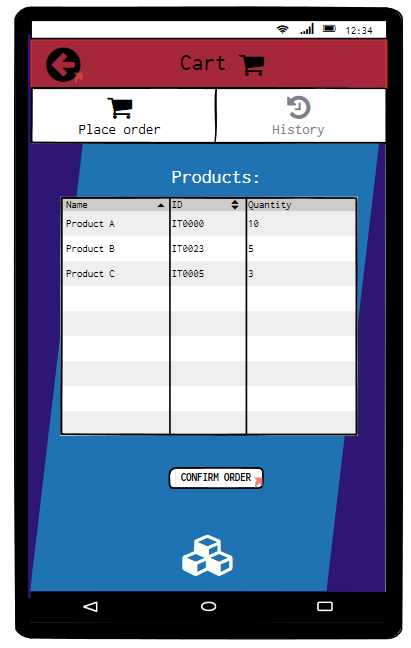 12:34
Cart
Place order History
Products:
Name ID Quantity
Product A IT0000 10
Product B IT0023 5
Product C IT0005 3
CONFIRM ORDER